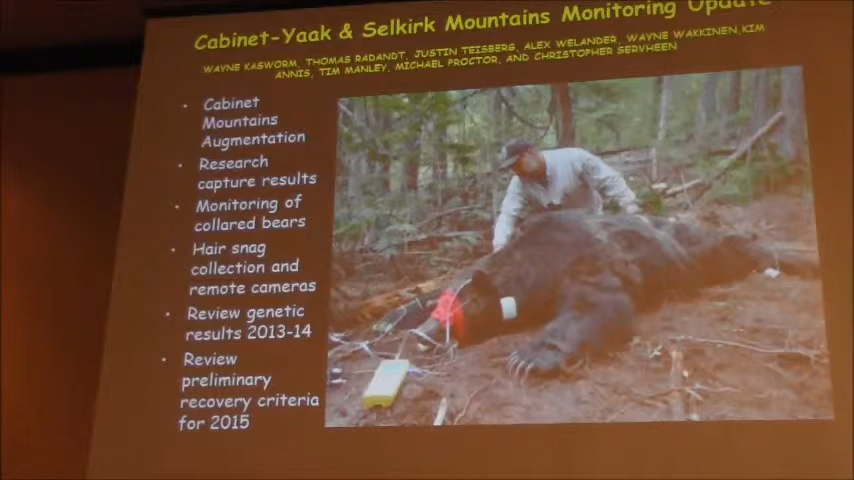 Cabinet-Yaak & Selkirk Mountains Monitoring Update
WAYNE KASWORM, THOMAS RADANDT, JUSTIN TEISBERG, ALEX WELANDER, WAYNE WAKKINEN,KIM
ANNIS, TIM MANLEY, MICHAEL PROCTOR, AND CHRISTOPHER SERVHEEN
• Cabinet
Mountains
Augmentation
• Research
capture results
• Monitoring of
collared bears
• Hair snag
collection and
remote cameras
• Review genetic
results 2013-14
• Review
preliminary
recovery criteria
for 2015